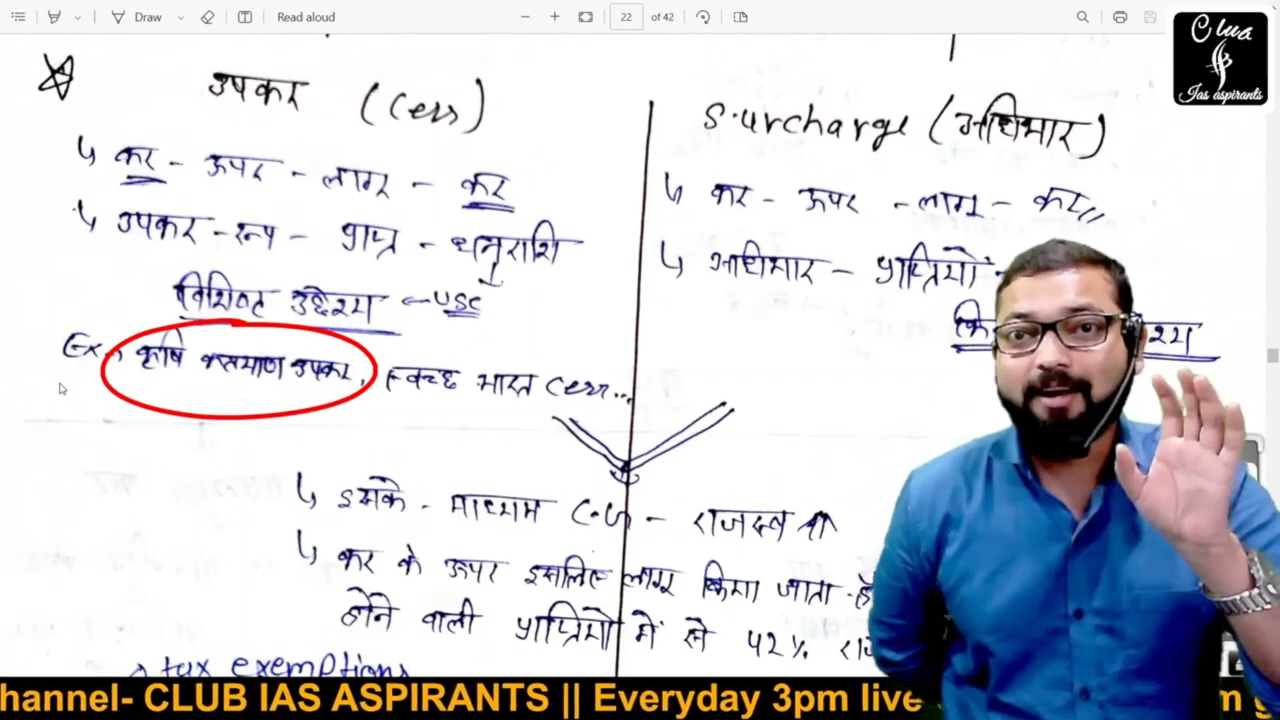 Draw
Read aloud
22 of 42
Clua
Ias aspirants
उपकर (Cess)
↳ कर - ऊपर - लागू - कर
↳ उपकर - रूप - प्राप्त - धनराशि
विशिष्ट उद्देश्य - use
Ex. कृषि कल्याण उपकर, स्वच्छ भारत Cess...
Surcharge (अधिभार)
↳ कर - ऊपर - लागू - कर
↳ अधिभार - प्राप्तियों
↳ इसके - माध्यम C.G - राजस्व
↳ कर के ऊपर इसलिए लागू किया जाता है
होने वाली प्राप्तियों में से 42%
tax exemptions
hannel- CLUB IAS ASPIRANTS || Everyday 3pm live